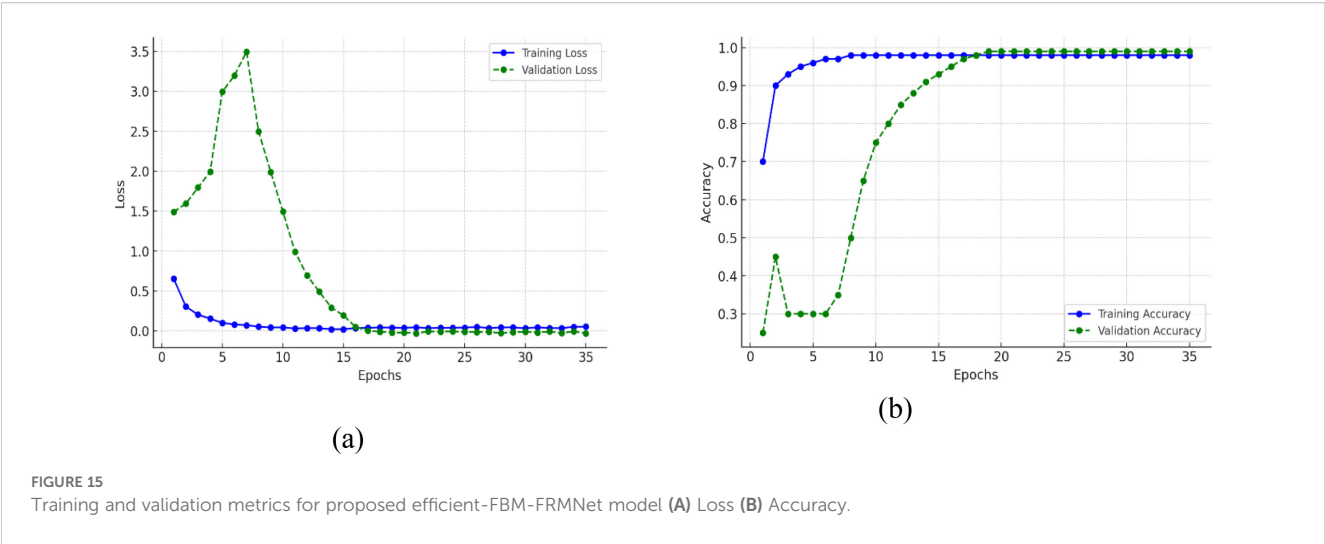 3.5
3.0
2.5
2.0
1.5
1.0
0.5
0.0
Loss
Training Loss
Validation Loss
0 5 10 15 20 25 30 35
Epochs
(a)
1.0
0.9
0.8
0.7
0.6
0.5
0.4
0.3
Accuracy
Training Accuracy
Validation Accuracy
0 5 10 15 20 25 30 35
Epochs
(b)
FIGURE 15
Training and validation metrics for proposed efficient-FBM-FRMNet model (A) Loss (B) Accuracy.